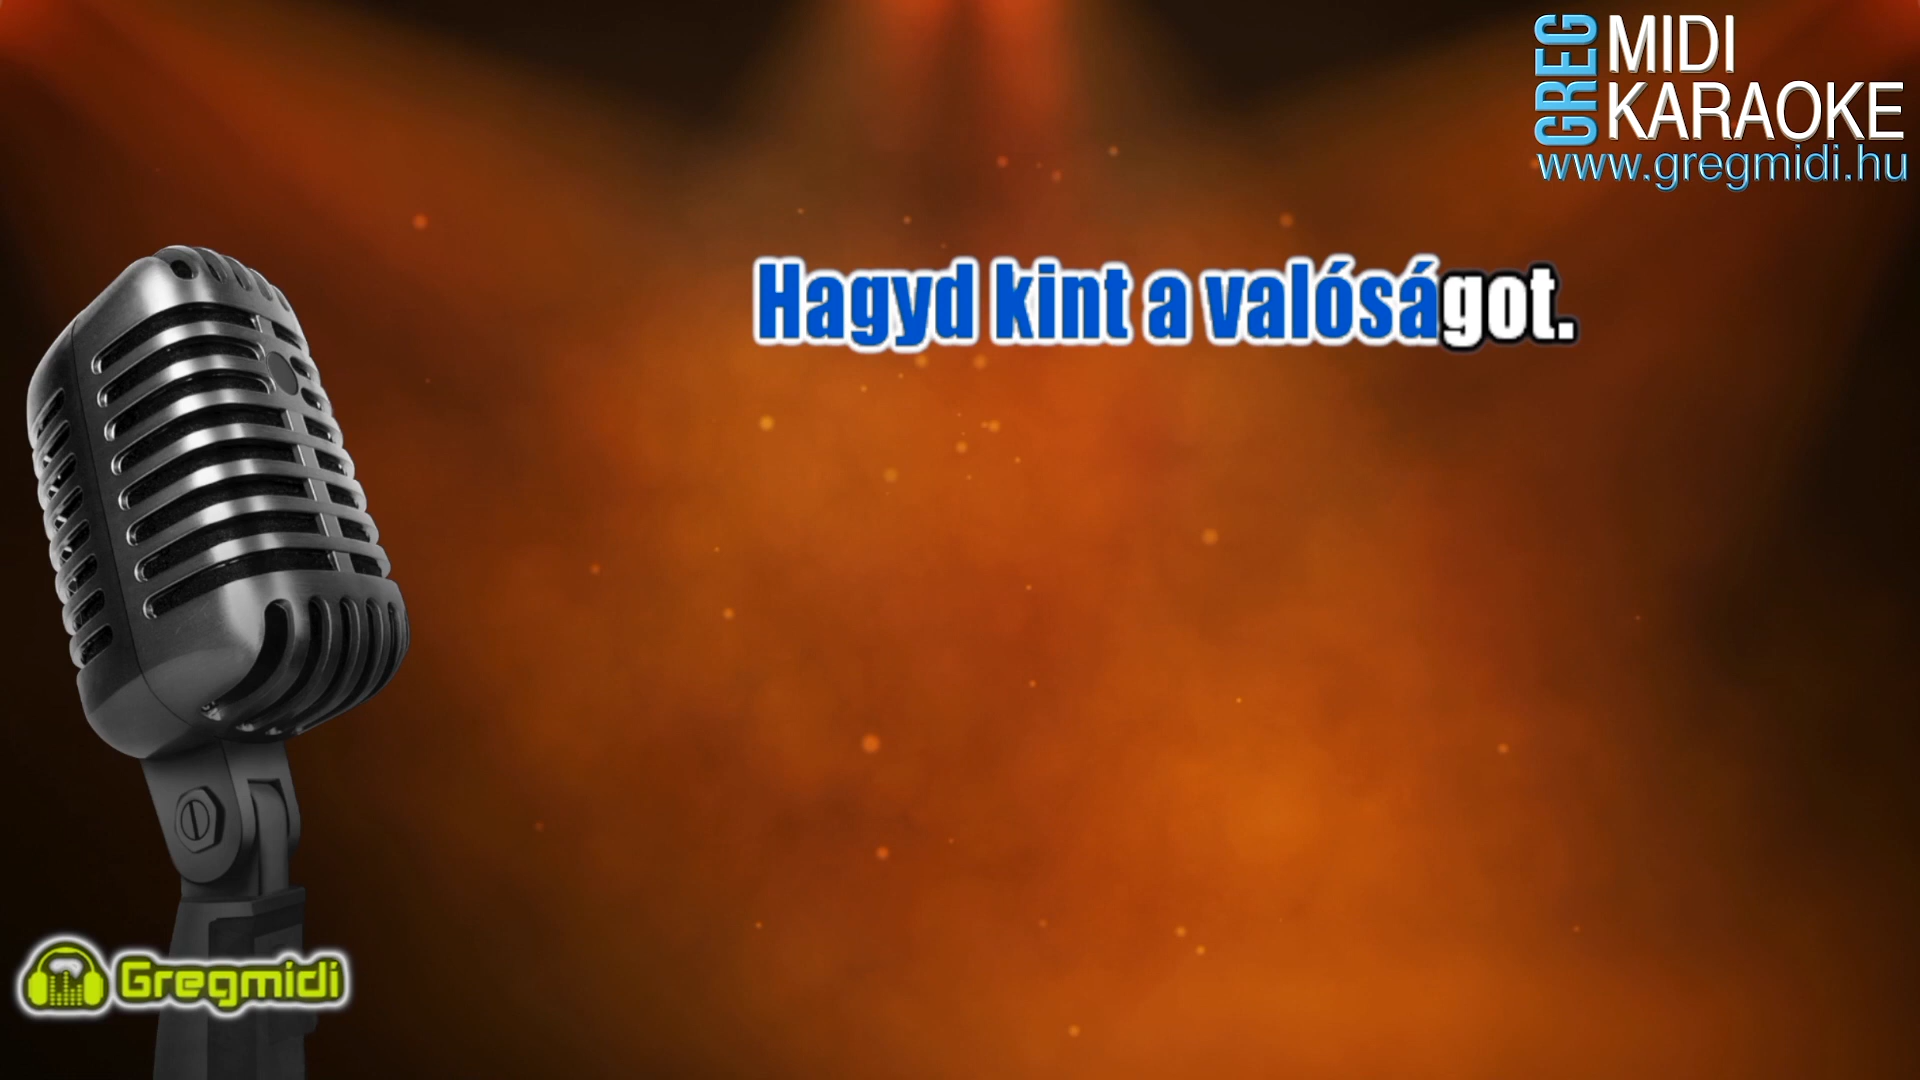 GREG MIDI
KARAOKE
www.gregmidi.hu
Hagyd kint a valóságot.
Gregmidi